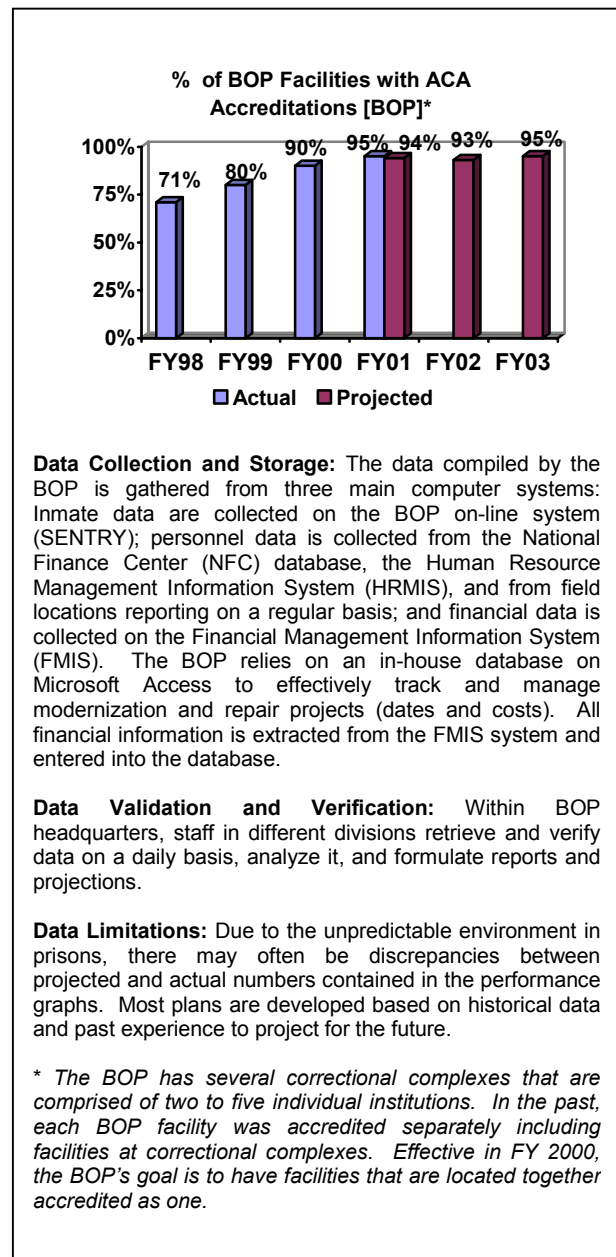 % of BOP Facilities with ACA
Accreditations [BOP]*
100%
75%
50%
25%
0%
71%
80%
90%
95%
94%
93%
95%
FY98 FY99 FY00 FY01 FY02 FY03
Actual Projected
Data Collection and Storage: The data compiled by the
BOP is gathered from three main computer systems:
Inmate data are collected on the BOP on-line system
(SENTRY); personnel data is collected from the National
Finance Center (NFC) database, the Human Resource
Management Information System (HRMIS), and from field
locations reporting on a regular basis; and financial data is
collected on the Financial Management Information System
(FMIS). The BOP relies on an in-house database on
Microsoft Access to effectively track and manage
modernization and repair projects (dates and costs). All
financial information is extracted from the FMIS system and
entered into the database.
Data Validation and Verification: Within BOP
headquarters, staff in different divisions retrieve and verify
data on a daily basis, analyze it, and formulate reports and
projections.
Data Limitations: Due to the unpredictable environment in
prisons, there may often be discrepancies between
projected and actual numbers contained in the performance
graphs. Most plans are developed based on historical data
and past experience to project for the future.
* The BOP has several correctional complexes that are
comprised of two to five individual institutions. In the past,
each BOP facility was accredited separately including
facilities at correctional complexes. Effective in FY 2000,
the BOP's goal is to have facilities that are located together
accredited as one.